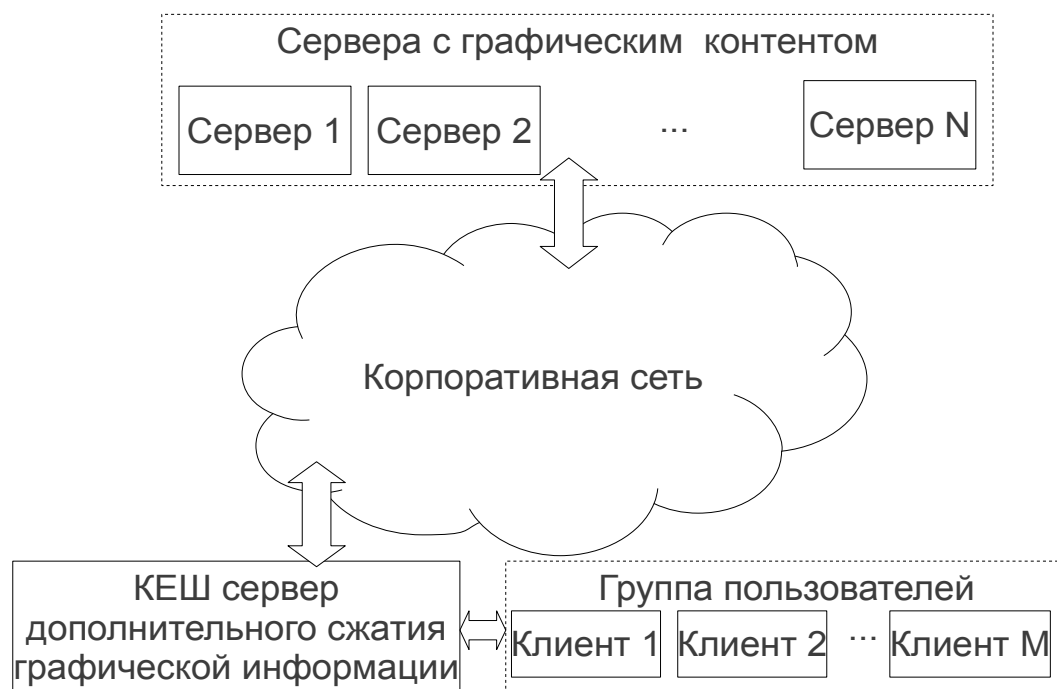 Сервера с графическим контентом
Сервер 1
Сервер 2
...
Сервер N
Корпоративная сеть
КЕШ сервер
дополнительного сжатия
графической информации
Группа пользователей
Клиент 1
Клиент 2
...
Клиент М